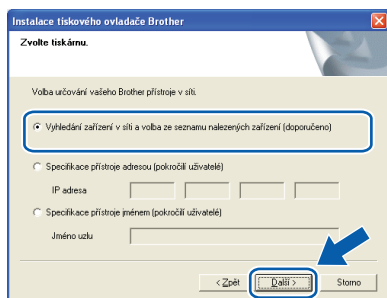 Instalace tiskového ovladače Brother
Zvolte tiskárnu.
Volba určování vašeho Brother přístroje v síti.
Vyhledání zařízení v síti a volba ze seznamu nalezených zařízení (doporučeno)
Specifikace přístroje adresou (pokročilí uživatelé)
IP adresa
Specifikace přístroje jménem (pokročilí uživatelé)
Jméno uzlu
< Zpět Další > Storno